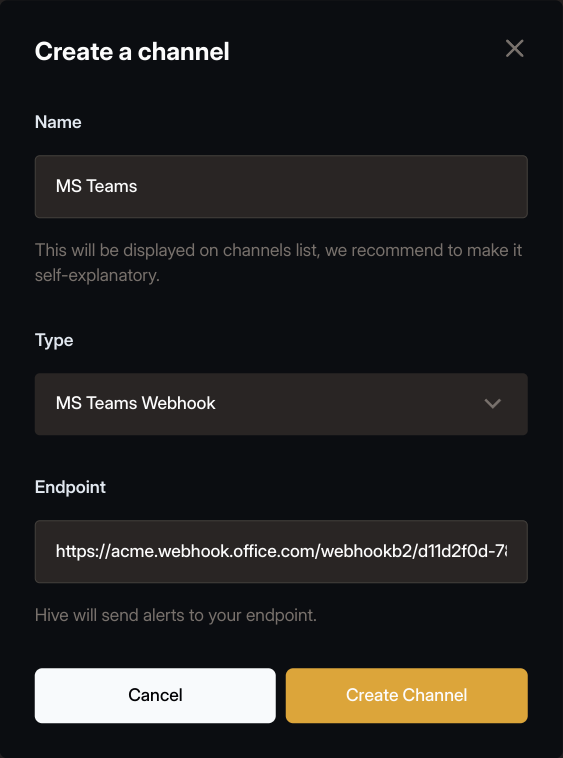 Create a channel
Name
MS Teams
This will be displayed on channels list, we recommend to make it
self-explanatory.
Type
MS Teams Webhook
Endpoint
https://acme.webhook.office.com/webhookb2/d11d2f0d-78
Hive will send alerts to your endpoint.
Cancel
Create Channel